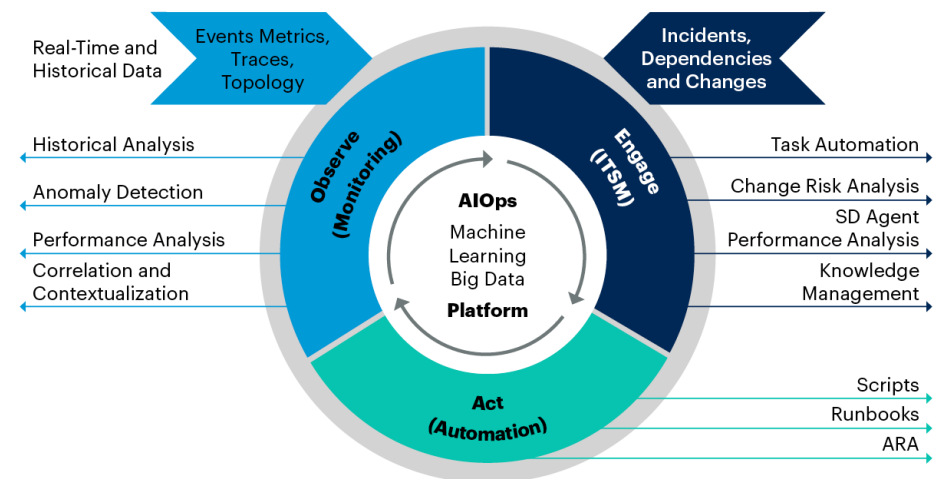 Real-Time and
Historical Data
Events Metrics,
Traces,
Topology
Incidents,
Dependencies
and Changes
Historical Analysis
Anomaly Detection
Performance Analysis
Correlation and
Contextualization
Observe
(Monitoring)
AIOps
Machine
Learning
Big Data
Platform
Engage
(ITSM)
Task Automation
Change Risk Analysis
SD Agent
Performance Analysis
Knowledge
Management
Act
(Automation)
Scripts
Runbooks
ARA